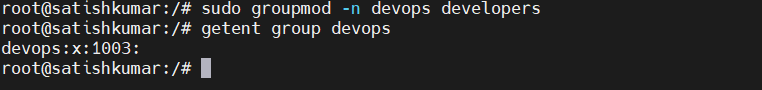 root@satishkumar:/# sudo groupmod -n devops developers
root@satishkumar:/# getent group devops
devops:x:1003:
root@satishkumar:/#